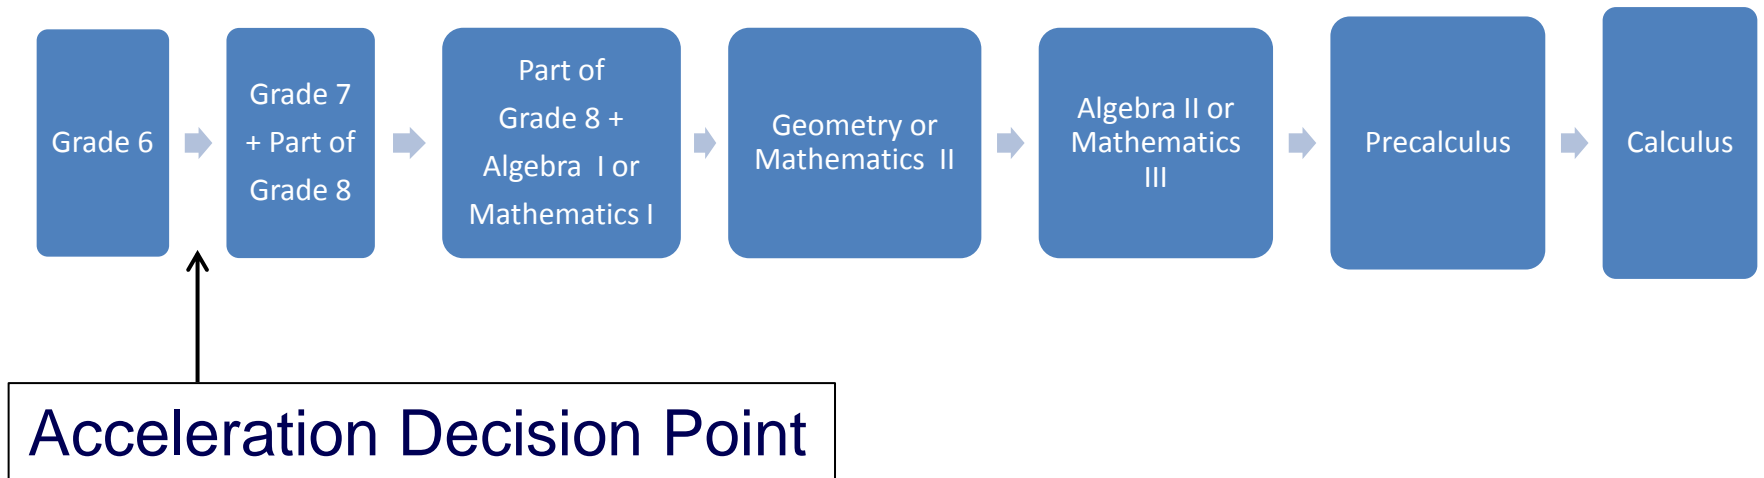 Grade 6
Grade 7
+ Part of
Grade 8
Part of
Grade 8 +
Algebra I or
Mathematics I
Geometry or
Mathematics II
Algebra II or
Mathematics
III
Precalculus
Calculus
Acceleration Decision Point